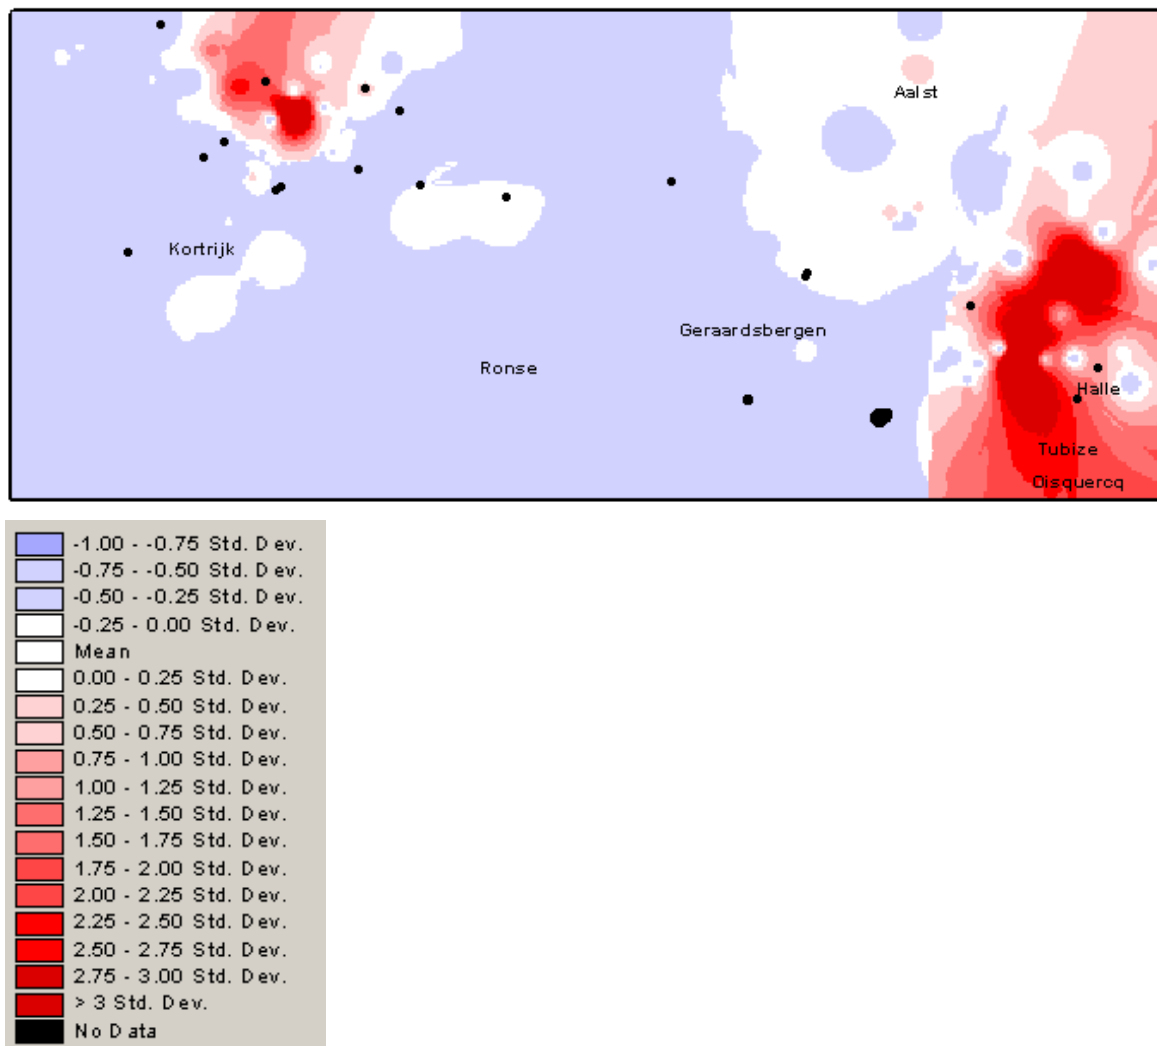 Aalst
Kortrijk
Geraardsbergen
Ronse
Halle
Tubize
Oisquercq
-1.00 - -0.75 Std. Dev.
-0.75 - -0.50 Std. Dev.
-0.50 - -0.25 Std. Dev.
-0.25 - 0.00 Std. Dev.
Mean
0.00 - 0.25 Std. Dev.
0.25 - 0.50 Std. Dev.
0.50 - 0.75 Std. Dev.
0.75 - 1.00 Std. Dev.
1.00 - 1.25 Std. Dev.
1.25 - 1.50 Std. Dev.
1.50 - 1.75 Std. Dev.
1.75 - 2.00 Std. Dev.
2.00 - 2.25 Std. Dev.
2.25 - 2.50 Std. Dev.
2.50 - 2.75 Std. Dev.
2.75 - 3.00 Std. Dev.
> 3 Std. Dev.
No Data